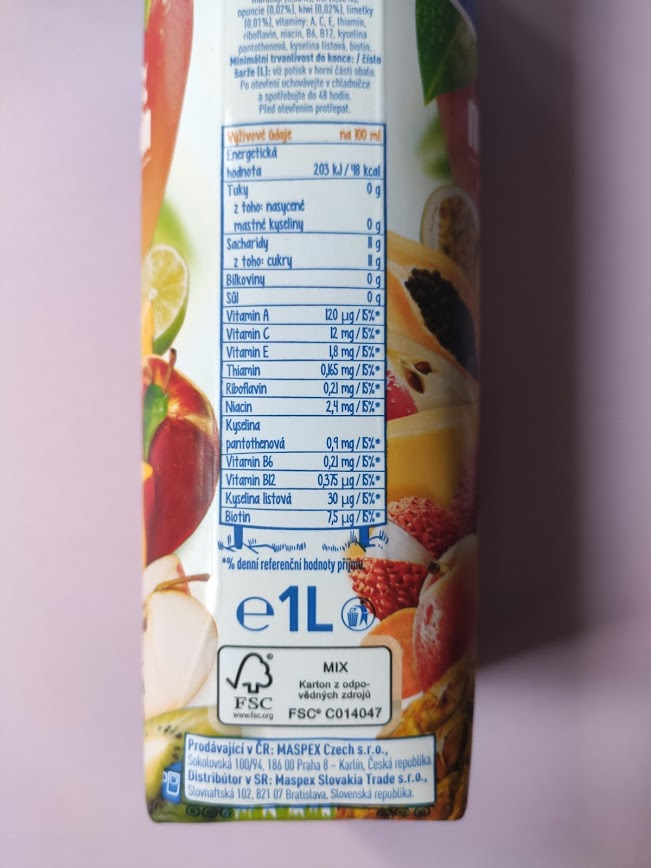 opuncie (0,02%), kiwi (0,02%), limetky
(0,01%), vitaminy: A, C, E, thiamin,
riboflavin, niacin, B6, B12, kyselina
pantothenová, kyselina listová, biotin.
Minimální trvanlivost do konce: / číslo
šarže (L): viz potisk v horní části obalu.
Po otevření uchovávejte v chladničce
a spotřebujte do 48 hodin.
Před otevřením protřepat.
Výživové údaje na 100 ml
Energetická
hodnota 203 kJ / 48 kcal
Tuky 0 g
z toho: nasycené
mastné kyseliny 0 g
Sacharidy 11 g
z toho: cukry 11 g
Bílkoviny 0 g
Sůl 0 g
Vitamin A 120 µg / 15%*
Vitamin C 12 mg / 15%*
Vitamin E 1,8 mg / 15%*
Thiamin 0,165 mg / 15%*
Riboflavin 0,21 mg / 15%*
Niacin 2,4 mg / 15%*
Kyselina
pantothenová 0,9 mg / 15%*
Vitamin B6 0,21 mg / 15%*
Vitamin B12 0,375 µg / 15%*
Kyselina listová 30 µg / 15%*
Biotin 7,5 µg / 15%*
*% denní referenční hodnoty příjmu.
℮ 1L
FSC®
www.fsc.org
MIX
Karton z odpo-
vědných zdrojů
FSC® C014047
Prodávající v ČR: MASPEX Czech s.r.o.,
Sokolovská 100/94, 186 00 Praha 8 – Karlín, Česká republika.
Distribútor v SR: Maspex Slovakia Trade s.r.o.,
Slovnaftská 102, 821 07 Bratislava, Slovenská republika.